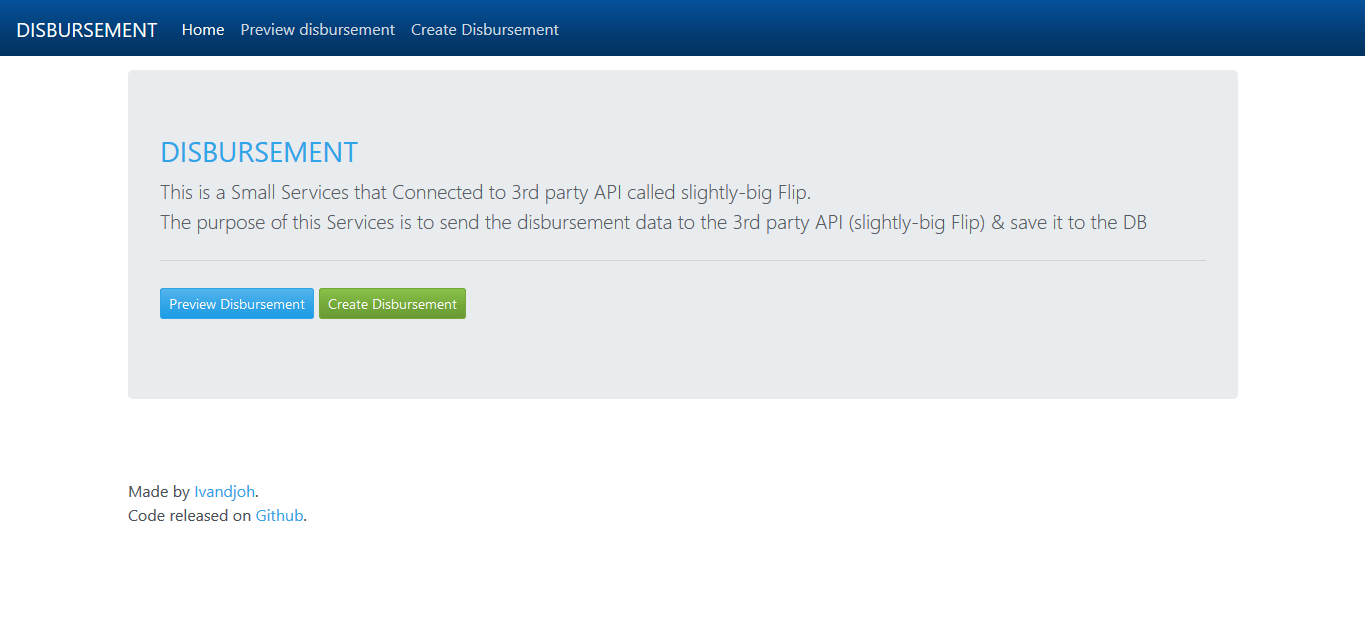 DISBURSEMENT Home Preview disbursement Create Disbursement
DISBURSEMENT
This is a Small Services that Connected to 3rd party API called slightly-big Flip.
The purpose of this Services is to send the disbursement data to the 3rd party API (slightly-big Flip) & save it to the DB
Preview Disbursement Create Disbursement
Made by Ivandjoh.
Code released on Github.